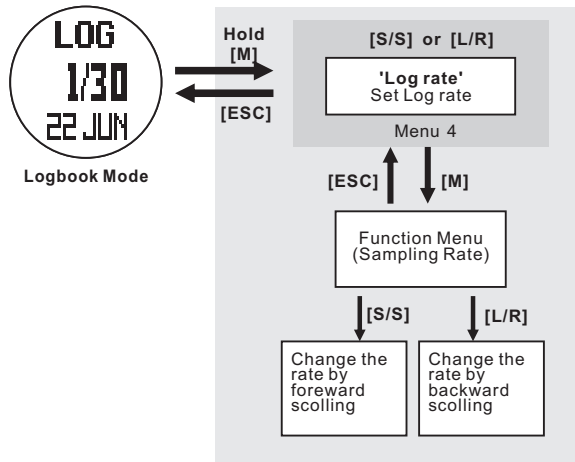 LOG
1/30
22 JUN
Logbook Mode
Hold
[M]
[ESC]
[S/S] or [L/R]
'Log rate'
Set Log rate
Menu 4
[ESC]
[M]
Function Menu
(Sampling Rate)
[S/S]
[L/R]
Change the
rate by
foreward
scolling
Change the
rate by
backward
scolling